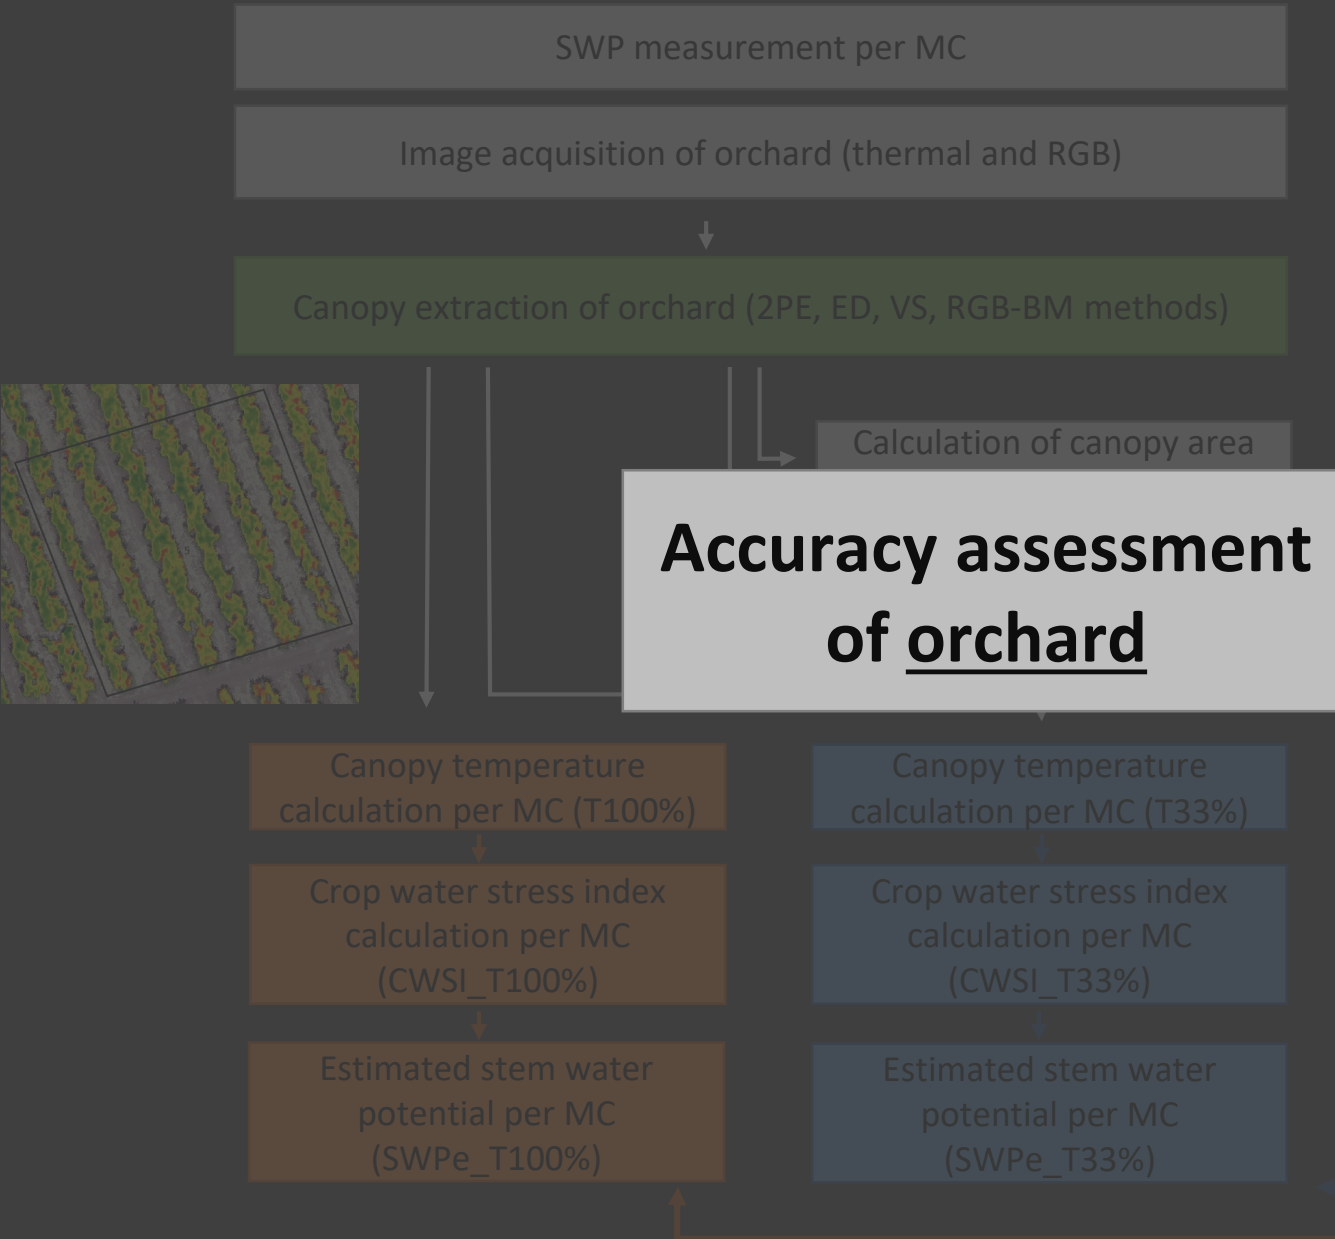 SWP measurement per MC
Image acquisition of orchard (thermal and RGB)
Canopy extraction of orchard (2PE, ED, VS, RGB-BM methods)
Calculation of canopy area
Accuracy assessment
of orchard
5
Canopy temperature
calculation per MC (T100%)
Crop water stress index
calculation per MC
(CWSI_T100%)
Estimated stem water
potential per MC
(SWPe_T100%)
Canopy temperature
calculation per MC (T33%)
Crop water stress index
calculation per MC
(CWSI_T33%)
Estimated stem water
potential per MC
(SWPe_T33%)